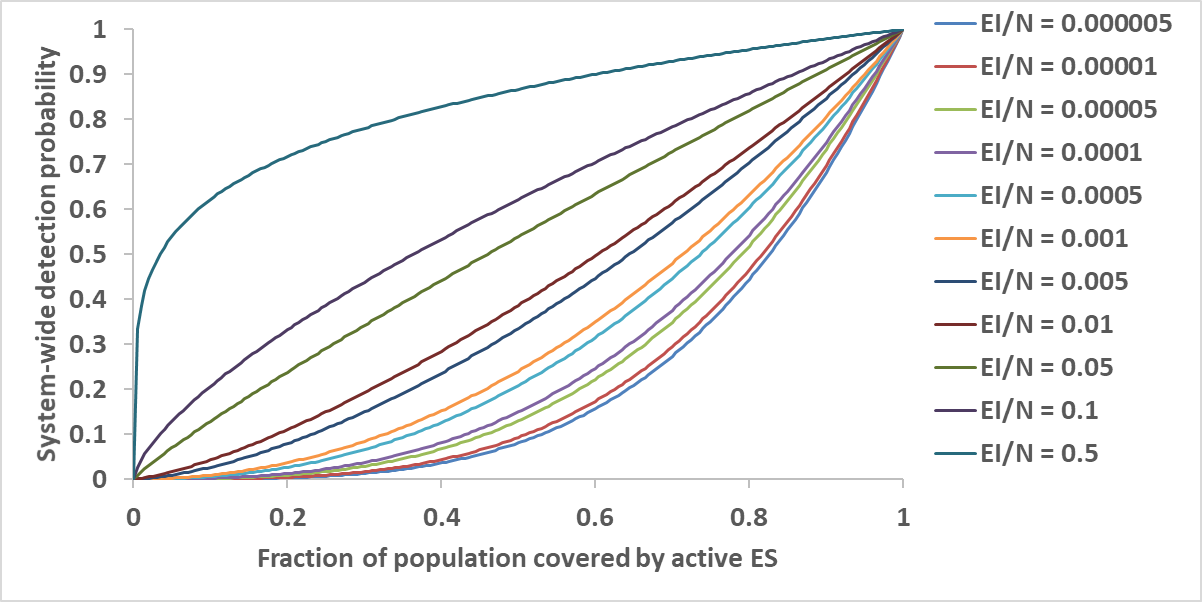 System-wide detection probability
1
0.9
0.8
0.7
0.6
0.5
0.4
0.3
0.2
0.1
0
0 0.2 0.4 0.6 0.8 1
Fraction of population covered by active ES
EI/N = 0.000005
EI/N = 0.00001
EI/N = 0.00005
EI/N = 0.0001
EI/N = 0.0005
EI/N = 0.001
EI/N = 0.005
EI/N = 0.01
EI/N = 0.05
EI/N = 0.1
EI/N = 0.5